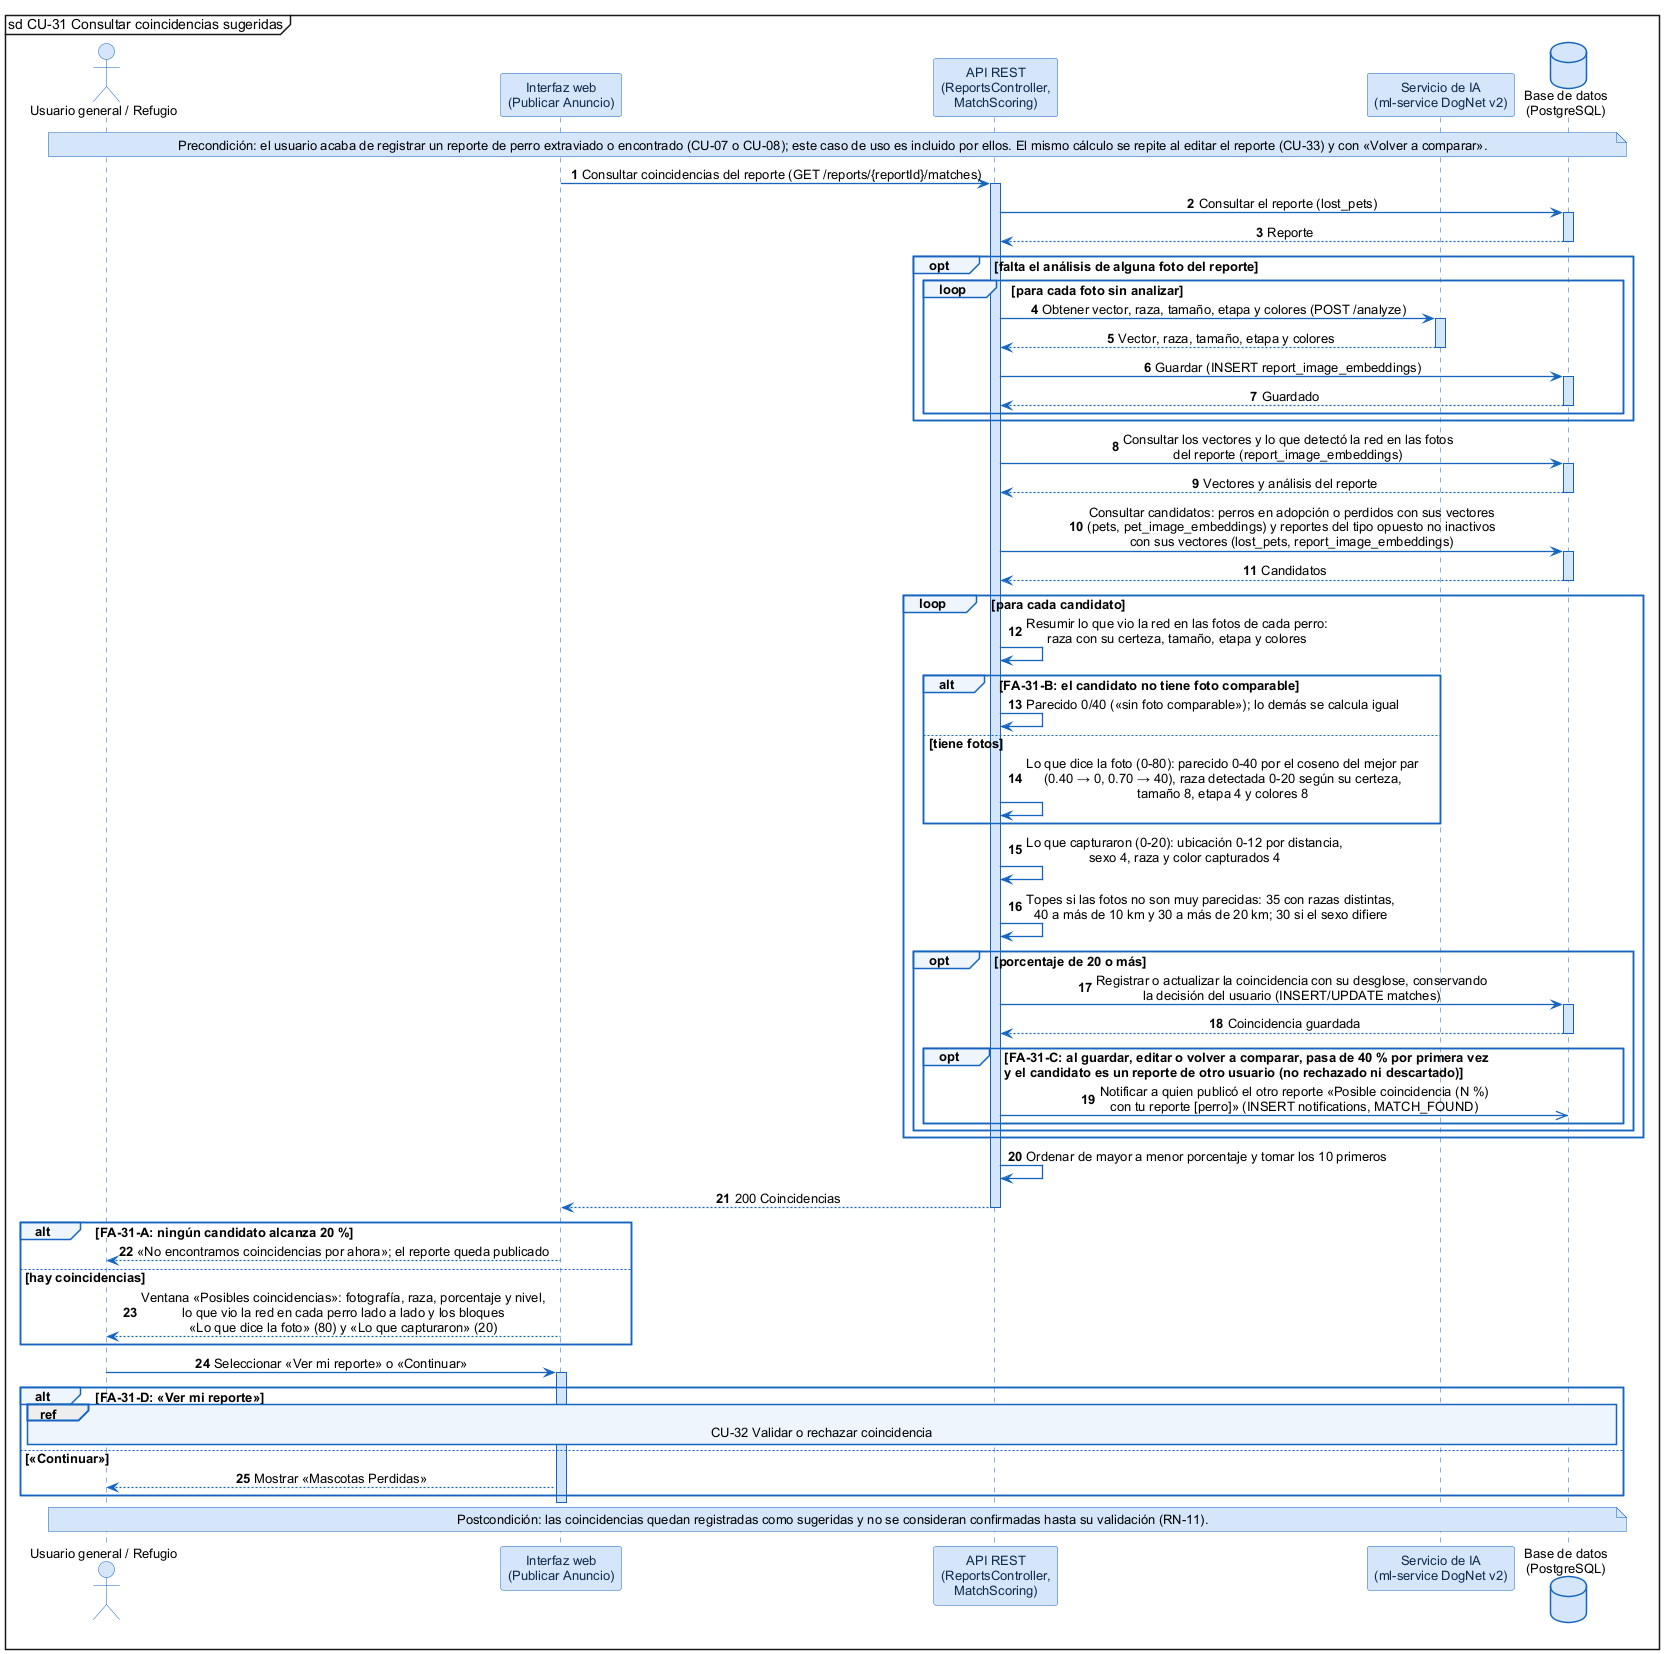 sd CU-31 Consultar coincidencias sugeridas
Usuario general / Refugio
Interfaz web
(Publicar Anuncio)
API REST
(ReportsController,
MatchScoring)
Servicio de IA
(ml-service DogNet v2)
Base de datos
(PostgreSQL)
Precondición: el usuario acaba de registrar un reporte de perro extraviado o encontrado (CU-07 o CU-08); este caso de uso es incluido por ellos. El mismo cálculo se repite al editar el reporte (CU-33) y con «Volver a comparar».
1 Consultar coincidencias del reporte (GET /reports/{reportId}/matches)
2 Consultar el reporte (lost_pets)
3 Reporte
opt [falta el análisis de alguna foto del reporte]
loop [para cada foto sin analizar]
4 Obtener vector, raza, tamaño, etapa y colores (POST /analyze)
5 Vector, raza, tamaño, etapa y colores
6 Guardar (INSERT report_image_embeddings)
7 Guardado
8 Consultar los vectores y lo que detectó la red en las fotos
del reporte (report_image_embeddings)
9 Vectores y análisis del reporte
Consultar candidatos: perros en adopción o perdidos con sus vectores
10 (pets, pet_image_embeddings) y reportes del tipo opuesto no inactivos
con sus vectores (lost_pets, report_image_embeddings)
11 Candidatos
loop [para cada candidato]
12 Resumir lo que vio la red en las fotos de cada perro:
raza con su certeza, tamaño, etapa y colores
alt [FA-31-B: el candidato no tiene foto comparable]
13 Parecido 0/40 («sin foto comparable»); lo demás se calcula igual
[tiene fotos]
Lo que dice la foto (0-80): parecido 0-40 por el coseno del mejor par
14 (0.40 → 0, 0.70 → 40), raza detectada 0-20 según su certeza,
tamaño 8, etapa 4 y colores 8
15 Lo que capturaron (0-20): ubicación 0-12 por distancia,
sexo 4, raza y color capturados 4
16 Topes si las fotos no son muy parecidas: 35 con razas distintas,
40 a más de 10 km y 30 a más de 20 km; 30 si el sexo difiere
opt [porcentaje de 20 o más]
17 Registrar o actualizar la coincidencia con su desglose, conservando
la decisión del usuario (INSERT/UPDATE matches)
18 Coincidencia guardada
opt [FA-31-C: al guardar, editar o volver a comparar, pasa de 40 % por primera vez
y el candidato es un reporte de otro usuario (no rechazado ni descartado)]
19 Notificar a quien publicó el otro reporte «Posible coincidencia (N %)
con tu reporte [perro]» (INSERT notifications, MATCH_FOUND)
20 Ordenar de mayor a menor porcentaje y tomar los 10 primeros
21 200 Coincidencias
alt [FA-31-A: ningún candidato alcanza 20 %]
22 «No encontramos coincidencias por ahora»; el reporte queda publicado
[hay coincidencias]
Ventana «Posibles coincidencias»: fotografía, raza, porcentaje y nivel,
23 lo que vio la red en cada perro lado a lado y los bloques
«Lo que dice la foto» (80) y «Lo que capturaron» (20)
24 Seleccionar «Ver mi reporte» o «Continuar»
alt [FA-31-D: «Ver mi reporte»]
ref
CU-32 Validar o rechazar coincidencia
[«Continuar»]
25 Mostrar «Mascotas Perdidas»
Postcondición: las coincidencias quedan registradas como sugeridas y no se consideran confirmadas hasta su validación (RN-11).
Usuario general / Refugio
Interfaz web
(Publicar Anuncio)
API REST
(ReportsController,
MatchScoring)
Servicio de IA
(ml-service DogNet v2)
Base de datos
(PostgreSQL)